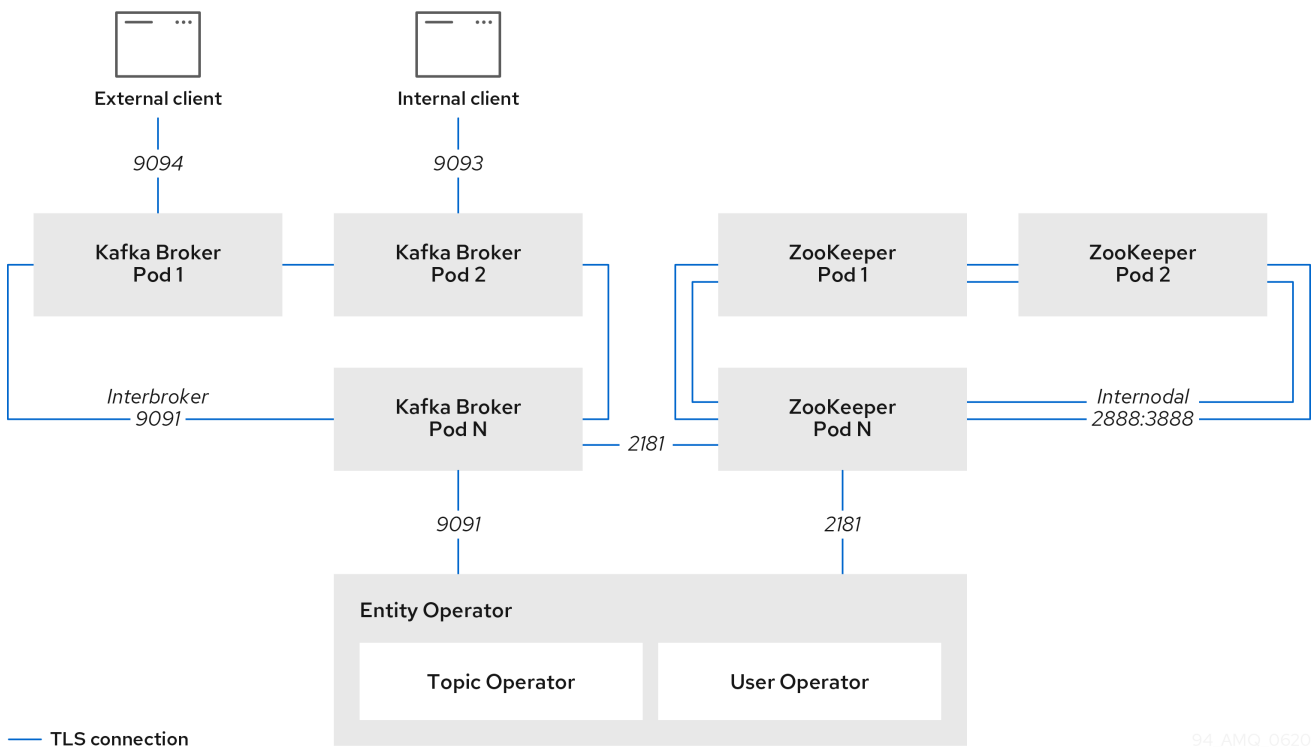 External client
Internal client
9094
9093
Kafka Broker
Pod 1
Kafka Broker
Pod 2
ZooKeeper
Pod 1
ZooKeeper
Pod 2
Interbroker
9091
Kafka Broker
Pod N
ZooKeeper
Pod N
Internodal
2888:3888
2181
9091
2181
Entity Operator
Topic Operator
User Operator
TLS connection
94_AMQ_0620